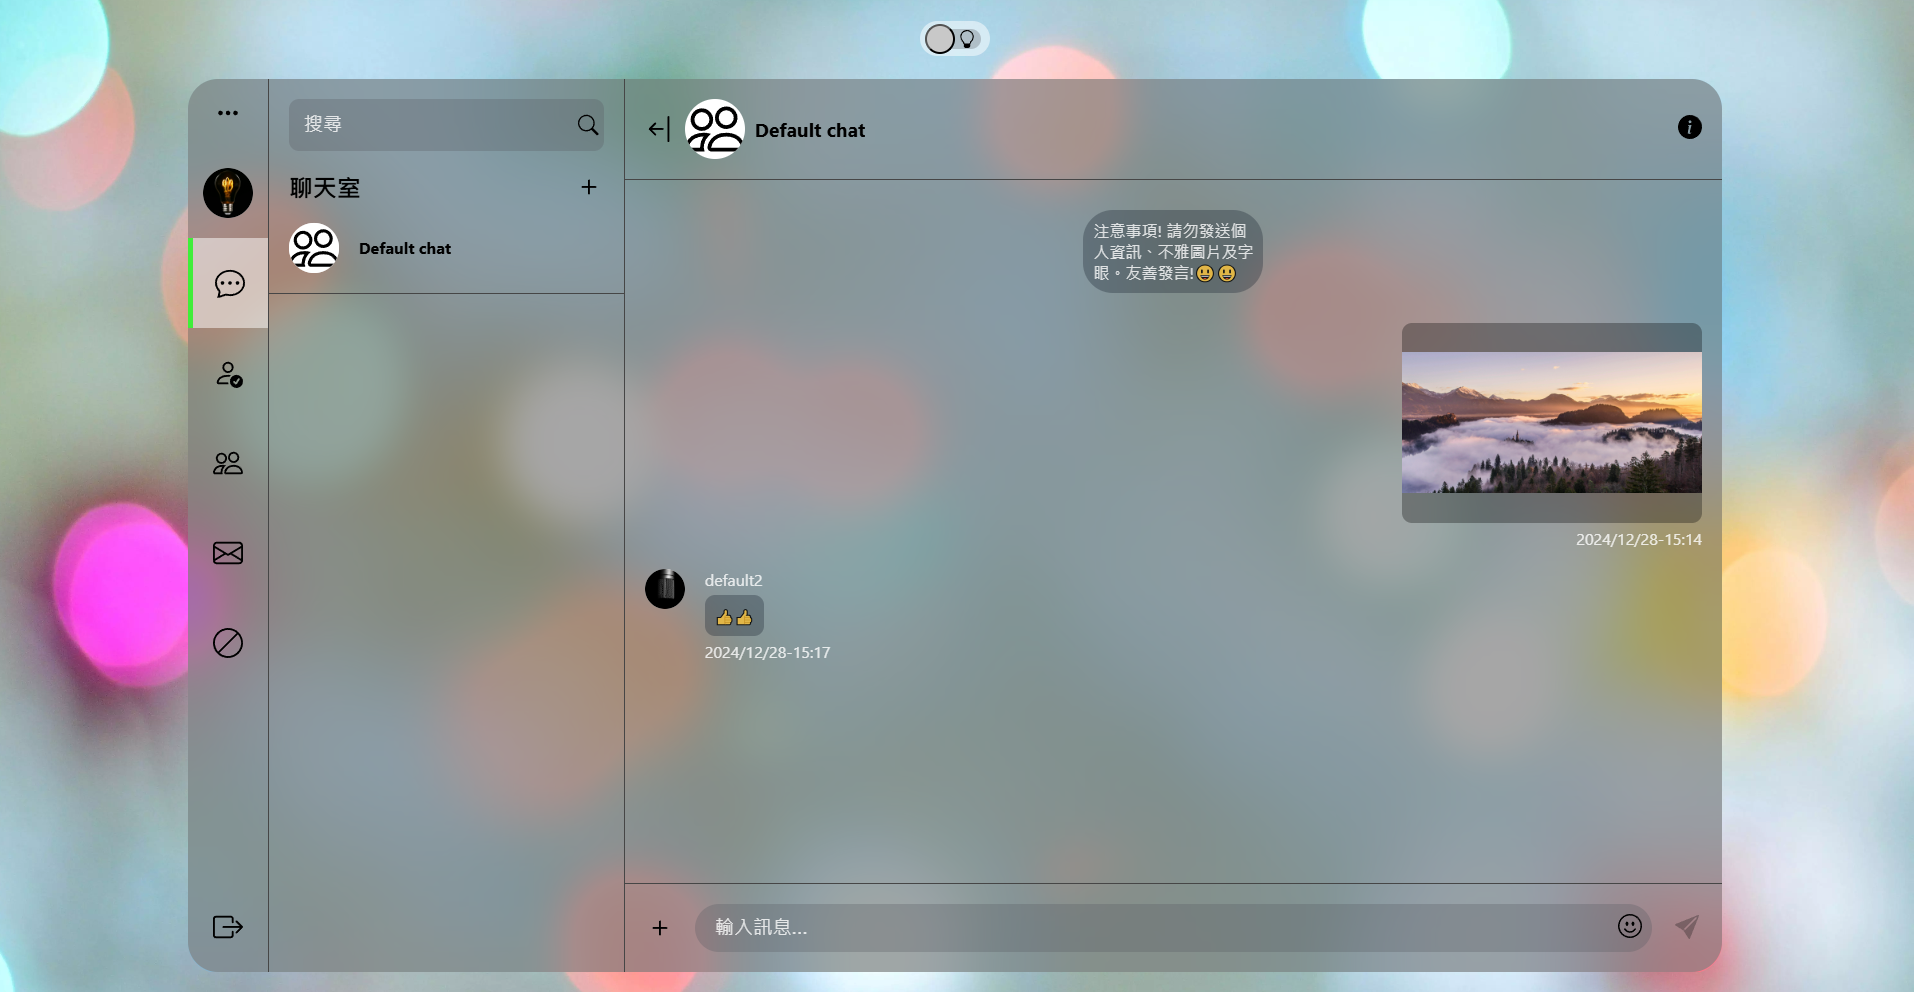 搜尋
聊天室
Default chat
Default chat
注意事項! 請勿發送個
人資訊、不雅圖片及字
眼。友善發言!😃😃
2024/12/28-15:14
default2
👍👍
2024/12/28-15:17
輸入訊息...